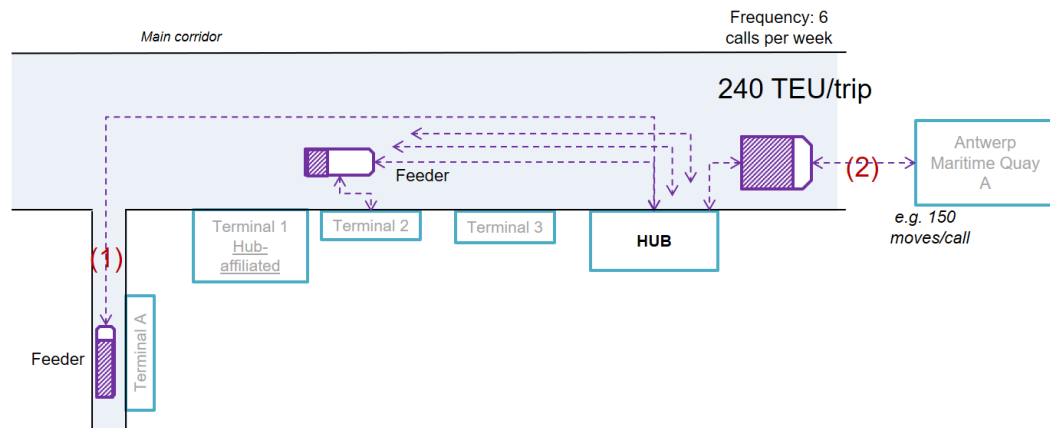 Frequency: 6
calls per week
Main corridor
240 TEU/trip
Antwerp
Maritime Quay
A
(2)
Feeder
e.g. 150
moves/call
Terminal 1
Hub-
affiliated
Terminal 2
Terminal 3
HUB
(1)
Feeder
Terminal A